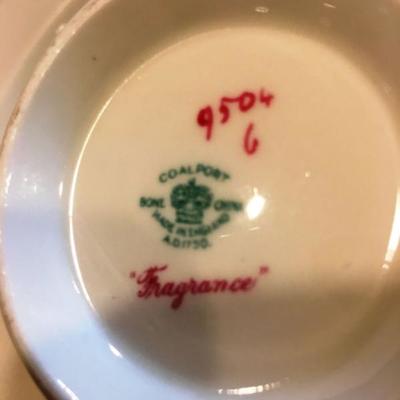 9504
6
COALPORT
BONE CHINA
MADE IN ENGLAND
A.D.1750.
"Fragrance"